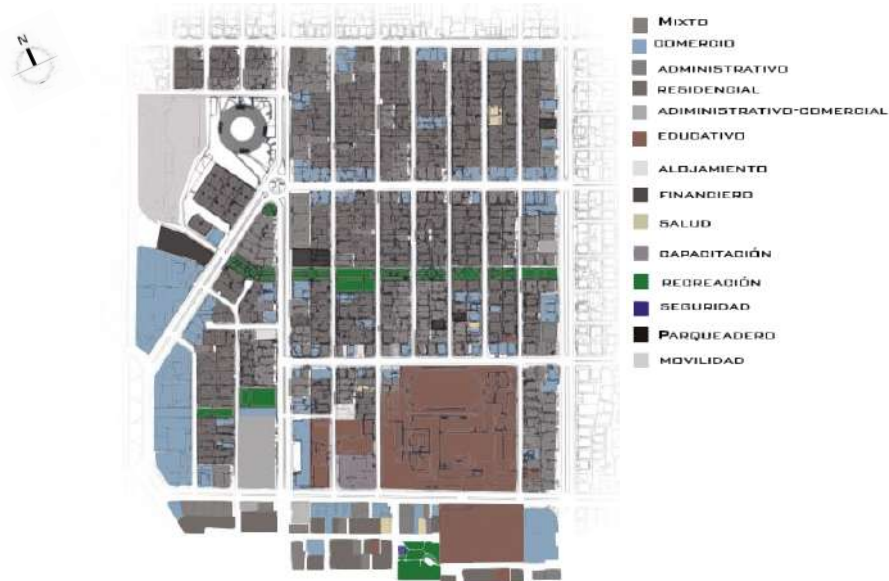 N
MIXTO
COMERCIO
ADMINISTRATIVO
RESIDENCIAL
ADIMINISTRATIVO-COMERCIAL
EDUCATIVO
ALOJAMIENTO
FINANCIERO
SALUD
CAPACITACIÓN
RECREACIÓN
SEGURIDAD
PARQUEADERO
MOVILIDAD